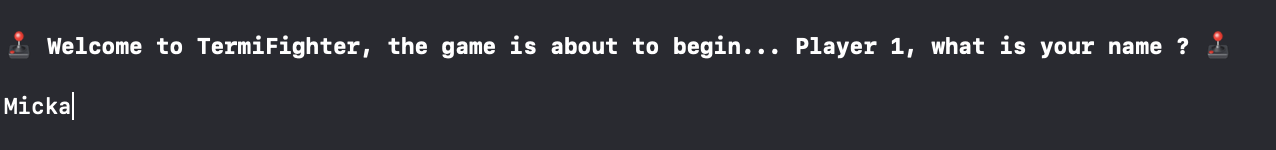 🕹️ Welcome to TermiFighter, the game is about to begin... Player 1, what is your name ? 🕹️
Micka